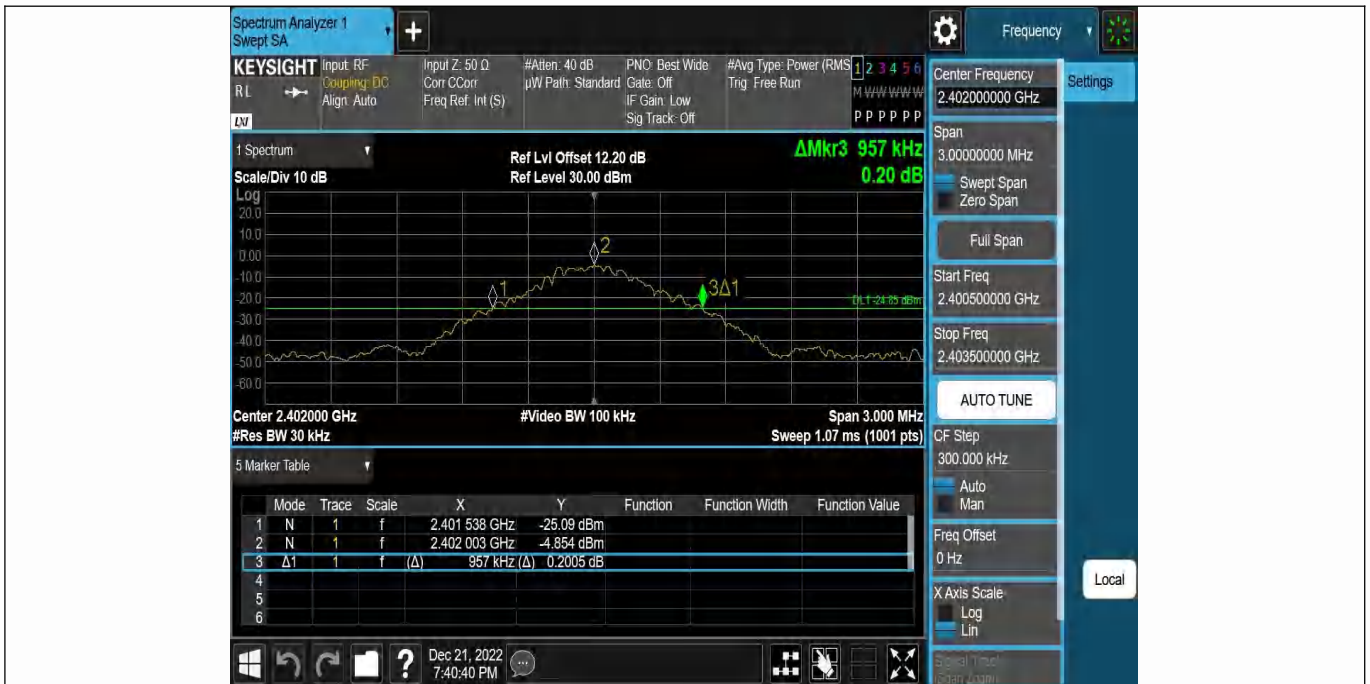 Spectrum Analyzer 1
Swept SA
+
Frequency
KEYSIGHT
RL
LXI
Input: RF
Coupling: DC
Align: Auto
Input Z: 50 Ω
Corr CCorr
Freq Ref: Int (S)
#Atten: 40 dB
µW Path: Standard
PNO: Best Wide
Gate: Off
IF Gain: Low
Sig Track: Off
#Avg Type: Power (RMS
Trig: Free Run
1 2 3 4 5 6
M W W W W W
P P P P P P
1 Spectrum
Scale/Div 10 dB
Ref Lvl Offset 12.20 dB
Ref Level 30.00 dBm
ΔMkr3 957 kHz
0.20 dB
Log
20.0
10.0
0.00
-10.0
-20.0
-30.0
-40.0
-50.0
-60.0
1
2
3Δ1
DL1 -24.85 dBm
Center 2.402000 GHz
#Video BW 100 kHz
Span 3.000 MHz
#Res BW 30 kHz
Sweep 1.07 ms (1001 pts)
5 Marker Table
Mode Trace Scale X Y Function Function Width Function Value
1 N 1 f 2.401 538 GHz -25.09 dBm
2 N 1 f 2.402 003 GHz -4.854 dBm
3 Δ1 1 f (Δ) 957 kHz (Δ) 0.2005 dB
4
5
6
?
Dec 21, 2022
7:40:40 PM
Center Frequency
2.402000000 GHz
Settings
Span
3.00000000 MHz
Swept Span
Zero Span
Full Span
Start Freq
2.400500000 GHz
Stop Freq
2.403500000 GHz
AUTO TUNE
CF Step
300.000 kHz
Auto
Man
Freq Offset
0 Hz
X Axis Scale
Log
Lin
Local
Signal Track
(Span Zoom)